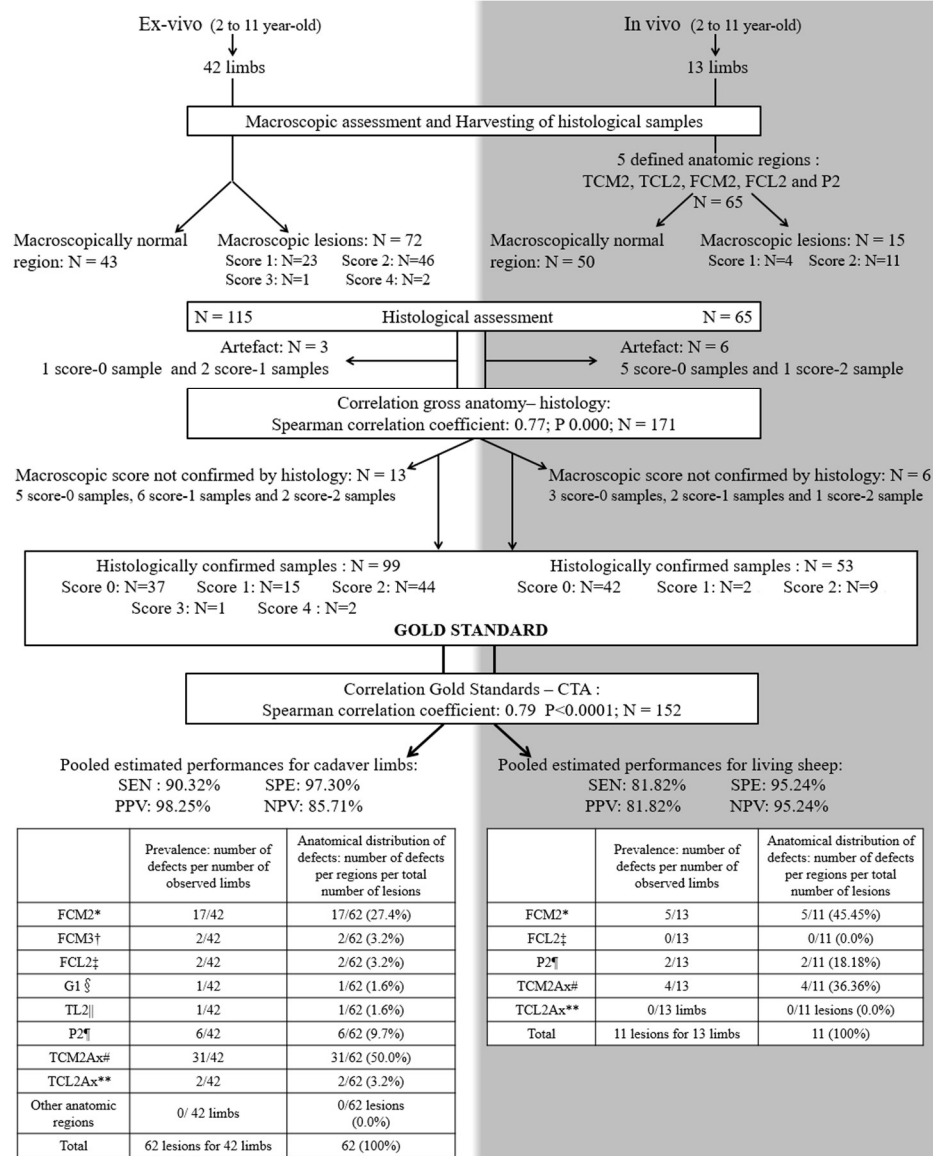 Ex-vivo (2 to 11 year-old)
42 limbs
In vivo (2 to 11 year-old)
13 limbs
Macroscopic assessment and Harvesting of histological samples
5 defined anatomic regions :
TCM2, TCL2, FCM2, FCL2 and P2
N = 65
Macroscopically normal
region: N = 43
Macroscopic lesions: N = 72
Score 1: N=23 Score 2: N=46
Score 3: N=1 Score 4: N=2
Macroscopically normal
region: N = 50
Macroscopic lesions: N = 15
Score 1: N=4 Score 2: N=11
N = 115 Histological assessment N = 65
Artefact: N = 3
1 score-0 sample and 2 score-1 samples
Artefact: N = 6
5 score-0 samples and 1 score-2 sample
Correlation gross anatomy– histology:
Spearman correlation coefficient: 0.77; P 0.000; N = 171
Macroscopic score not confirmed by histology: N = 13
5 score-0 samples, 6 score-1 samples and 2 score-2 samples
Macroscopic score not confirmed by histology: N = 6
3 score-0 samples, 2 score-1 samples and 1 score-2 sample
Histologically confirmed samples : N = 99
Score 0: N=37 Score 1: N=15 Score 2: N=44
Score 3: N=1 Score 4 : N=2
Histologically confirmed samples : N = 53
Score 0: N=42 Score 1: N=2 Score 2: N=9
GOLD STANDARD
Correlation Gold Standards – CTA :
Spearman correlation coefficient: 0.79 P<0.0001; N = 152
Pooled estimated performances for cadaver limbs:
SEN : 90.32% SPE: 97.30%
PPV: 98.25% NPV: 85.71%
Pooled estimated performances for living sheep:
SEN: 81.82% SPE: 95.24%
PPV: 81.82% NPV: 95.24%
Prevalence: number of
defects per number of
observed limbs
Anatomical distribution of
defects: number of defects
per regions per total
number of lesions
FCM2* 17/42 17/62 (27.4%)
FCM3† 2/42 2/62 (3.2%)
FCL2‡ 2/42 2/62 (3.2%)
G1 § 1/42 1/62 (1.6%)
TL2|| 1/42 1/62 (1.6%)
P2¶ 6/42 6/62 (9.7%)
TCM2Ax# 31/42 31/62 (50.0%)
TCL2Ax** 2/42 2/62 (3.2%)
Other anatomic
regions
0/ 42 limbs
0/62 lesions
(0.0%)
Total 62 lesions for 42 limbs 62 (100%)
Prevalence: number of
defects per number of
observed limbs
Anatomical distribution of
defects: number of defects
per regions per total
number of lesions
FCM2* 5/13 5/11 (45.45%)
FCL2‡ 0/13 0/11 (0.0%)
P2¶ 2/13 2/11 (18.18%)
TCM2Ax# 4/13 4/11 (36.36%)
TCL2Ax** 0/13 limbs 0/11 lesions (0.0%)
Total 11 lesions for 13 limbs 11 (100%)